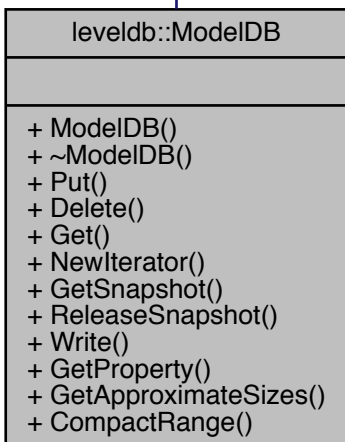 leveldb::ModelDB
+ ModelDB()
+ ~ModelDB()
+ Put()
+ Delete()
+ Get()
+ NewIterator()
+ GetSnapshot()
+ ReleaseSnapshot()
+ Write()
+ GetProperty()
+ GetApproximateSizes()
+ CompactRange()